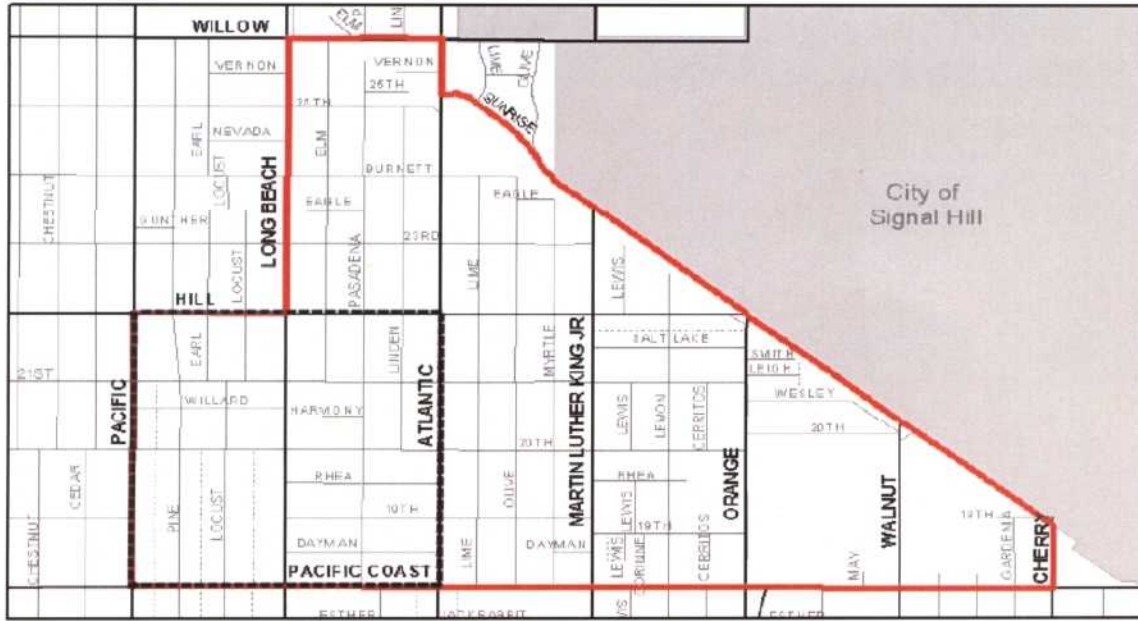 WILLOW
ELM
LIN
VERNON
VERNON
25TH
LIME
OLIVE
SUNRISE
EARL
NEVADA
LOCUST
ELM
BURNETT
CHESTNUT
GUNTHER
LONG BEACH
EAGLE
EAGLE
23RD
PASADENA
LOCUST
LIME
LEWIS
City of
Signal Hill
HILL
21ST
PACIFIC
EARL
LINDEN
ATLANTIC
MYRTLE
MARTIN LUTHER KING JR
SALT LAKE
SMITH
LEIGH
WESLEY
WILLARD
HARMONY
20TH
LEWIS
LEMON
CERRITOS
20TH
ORANGE
WALNUT
CEDAR
CHESTNUT
PINE
LOCUST
RHEA
19TH
OLIVE
RHEA
LEWIS
19TH
19TH
GARDENA
CHERRY
DAYMAN
LIME
DAYMAN
LEWIS
CORINNE
CERRITOS
MAY
PACIFIC COAST
ESTHER
JACKRABBIT
ESTHER